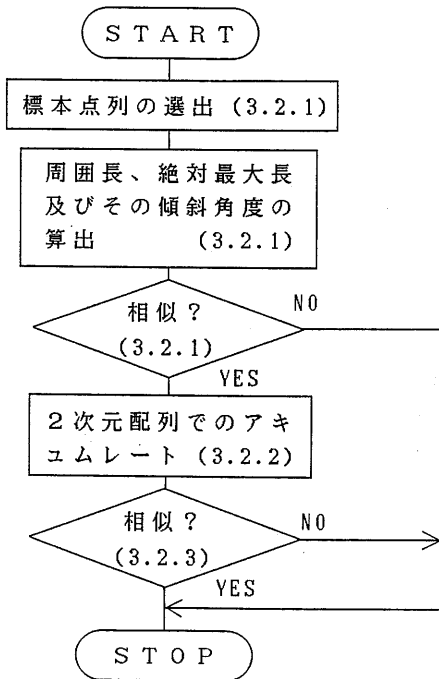 START
標本点列の選出 (3.2.1)
周囲長、絶対最大長
及びその傾斜角度の
算出 (3.2.1)
相似？
(3.2.1)
NO
YES
２次元配列でのアキ
ュムレート (3.2.2)
相似？
(3.2.3)
NO
YES
STOP